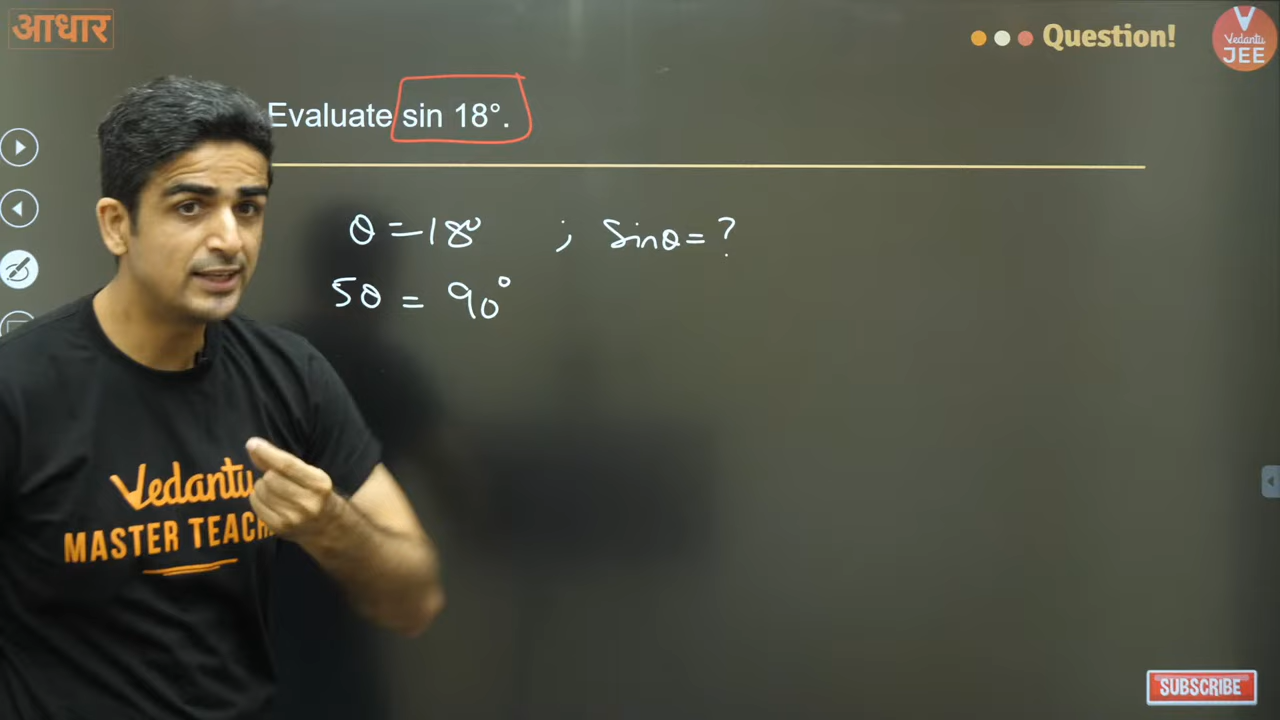 आधार
Question!
Vedantu
JEE
Evaluate sin 18°.
θ = 18° ; sinθ = ?
5θ = 90°
Vedantu
MASTER TEACH
SUBSCRIBE